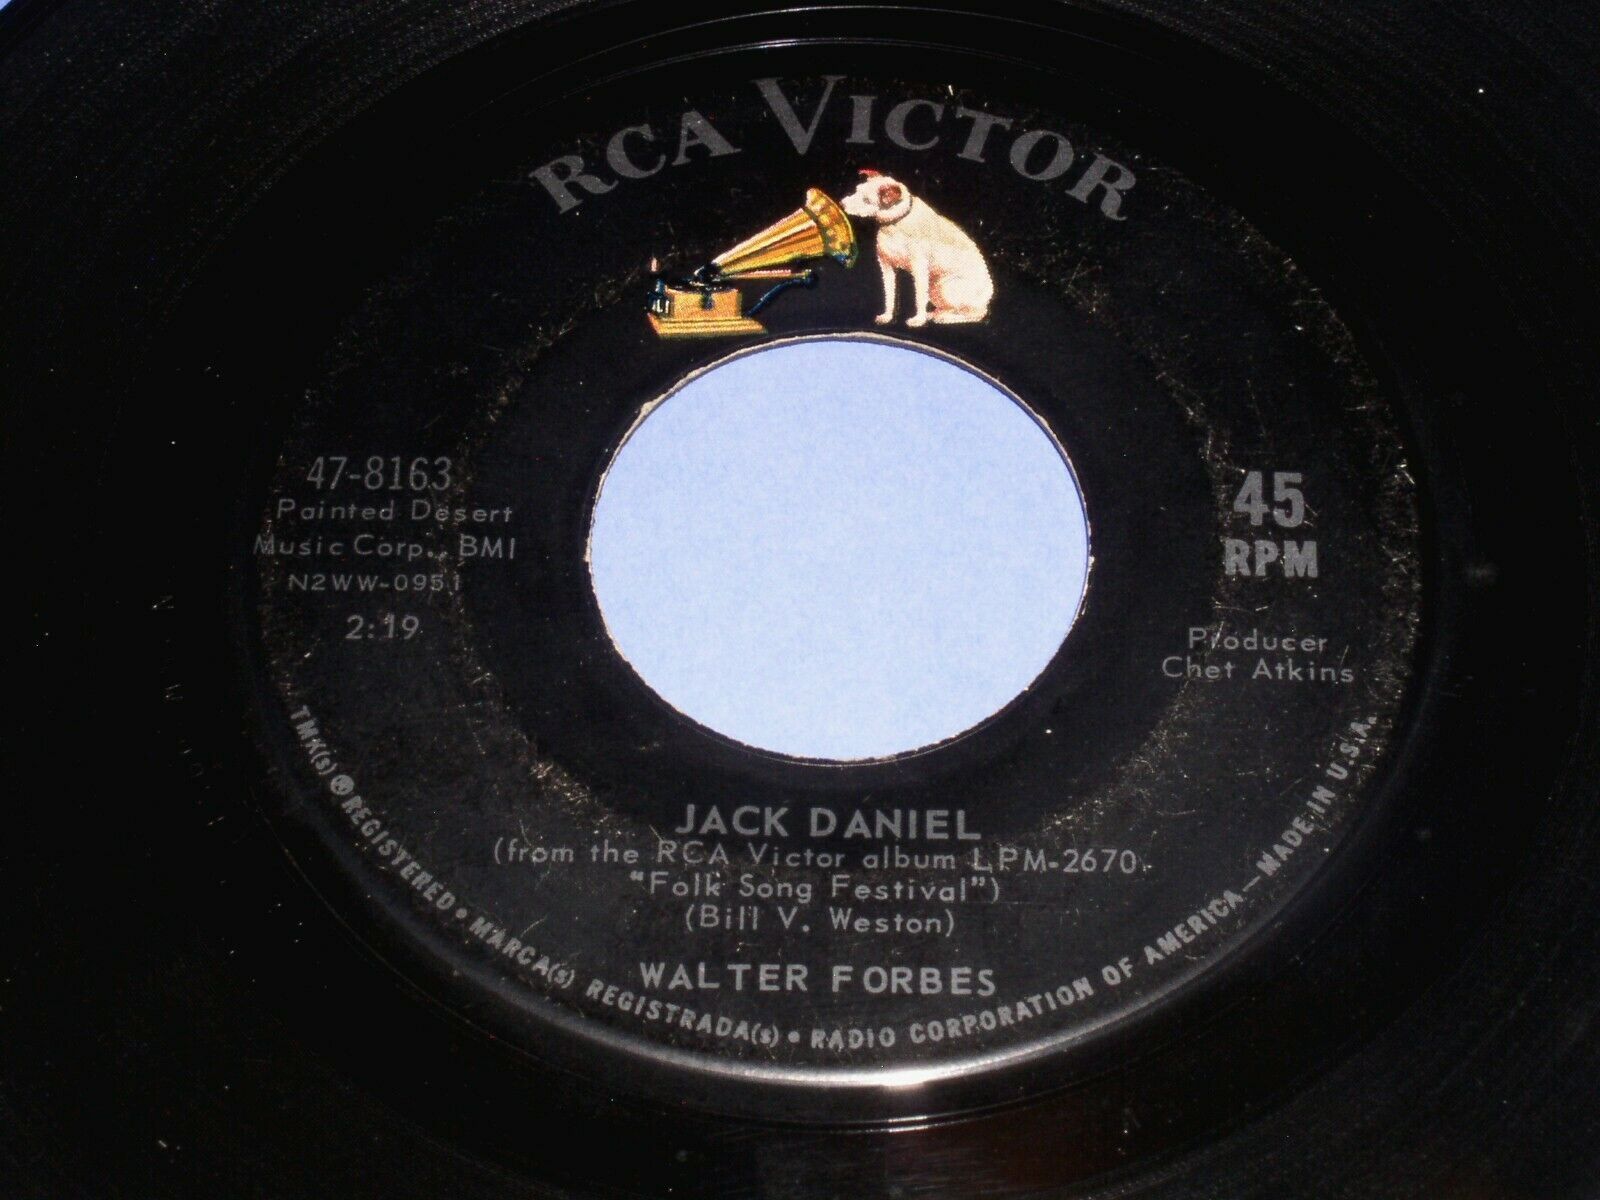 RCA VICTOR
47-8163
Painted Desert
Music Corp., BMI
N2WW-0951
2:19
45
RPM
Producer
Chet Atkins
JACK DANIEL
(from the RCA Victor album LPM-2670
"Folk Song Festival")
(Bill V. Weston)
WALTER FORBES
TMK(s) ® REGISTERED • MARCA(s) REGISTRADA(s) • RADIO CORPORATION OF AMERICA—MADE IN U.S.A.